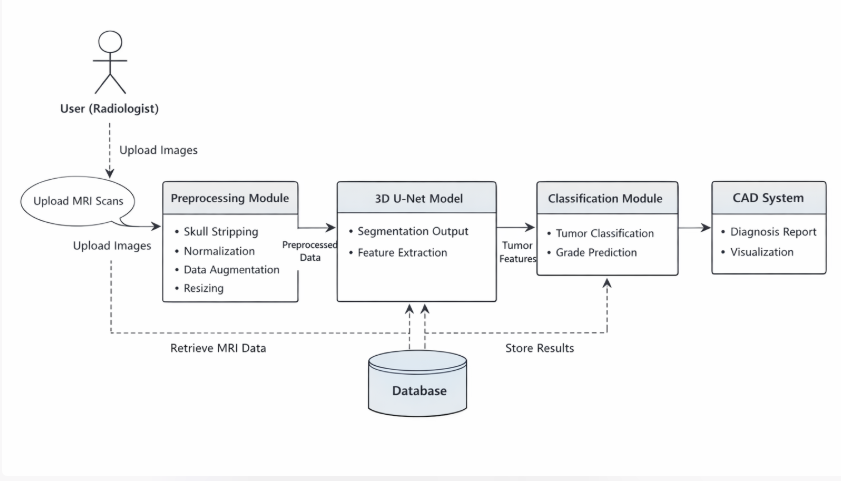 User (Radiologist)
Upload Images
Upload MRI Scans
Upload Images
Preprocessing Module
• Skull Stripping
• Normalization
• Data Augmentation
• Resizing
Preprocessed
Data
3D U-Net Model
• Segmentation Output
• Feature Extraction
Tumor
Features
Classification Module
• Tumor Classification
• Grade Prediction
CAD System
• Diagnosis Report
• Visualization
Retrieve MRI Data
Store Results
Database